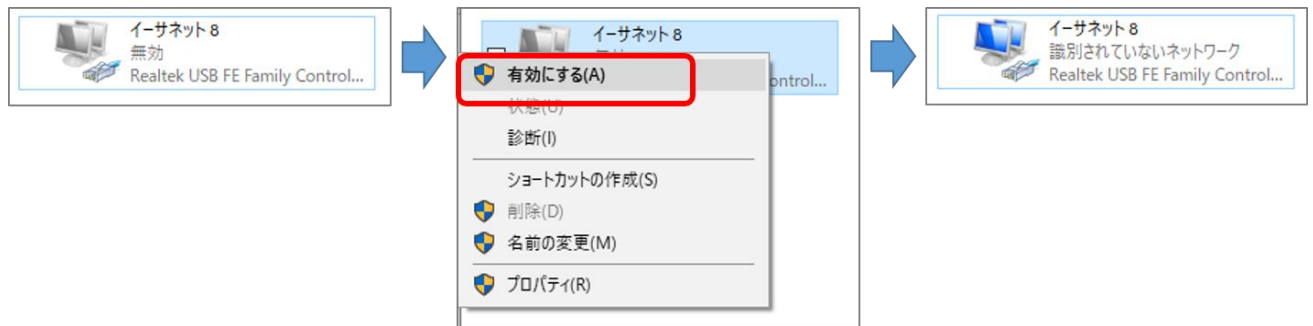 イーサネット 8
無効
Realtek USB FE Family Control...
イーサネット 8
有効にする(A)
ontrol...
状態(U)
診断(I)
ショートカットの作成(S)
削除(D)
名前の変更(M)
プロパティ(R)
イーサネット 8
識別されていないネットワーク
Realtek USB FE Family Control...